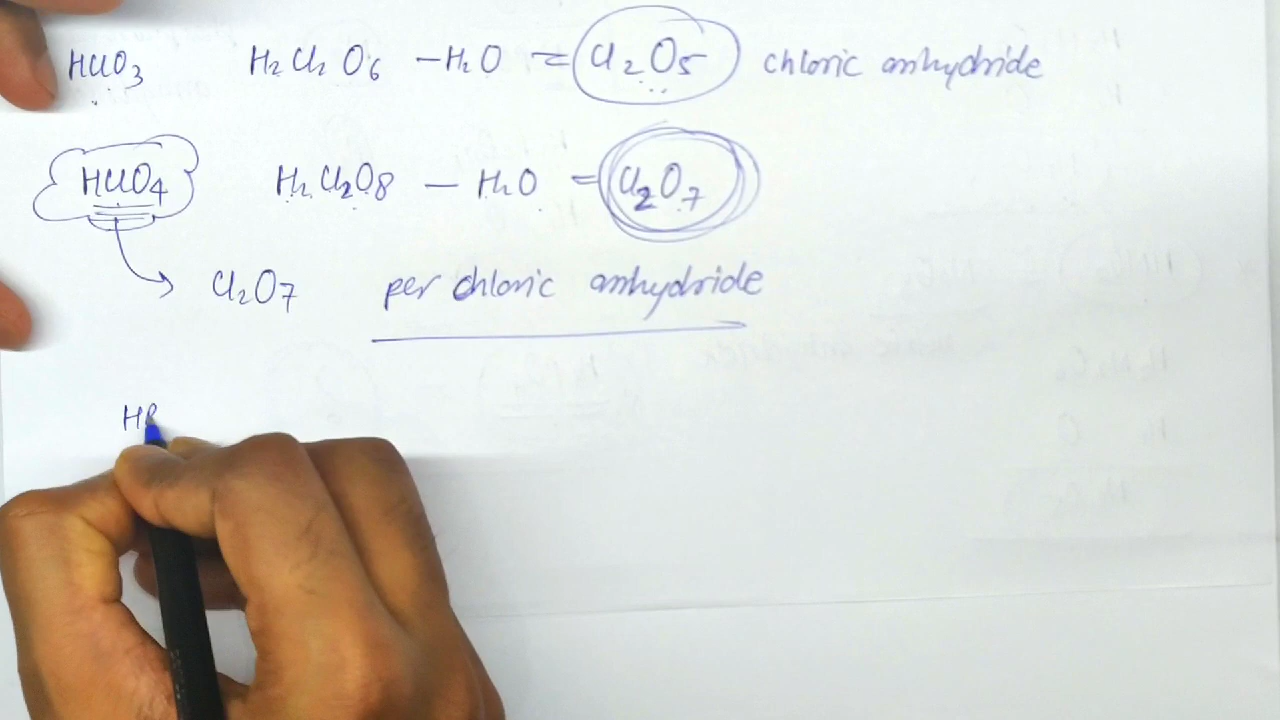 HClO3 H2Cl2O6 -H2O = Cl2O5 chloric anhydride
HClO4 H2Cl2O8 - H2O = Cl2O7
Cl2O7 per chloric anhydride